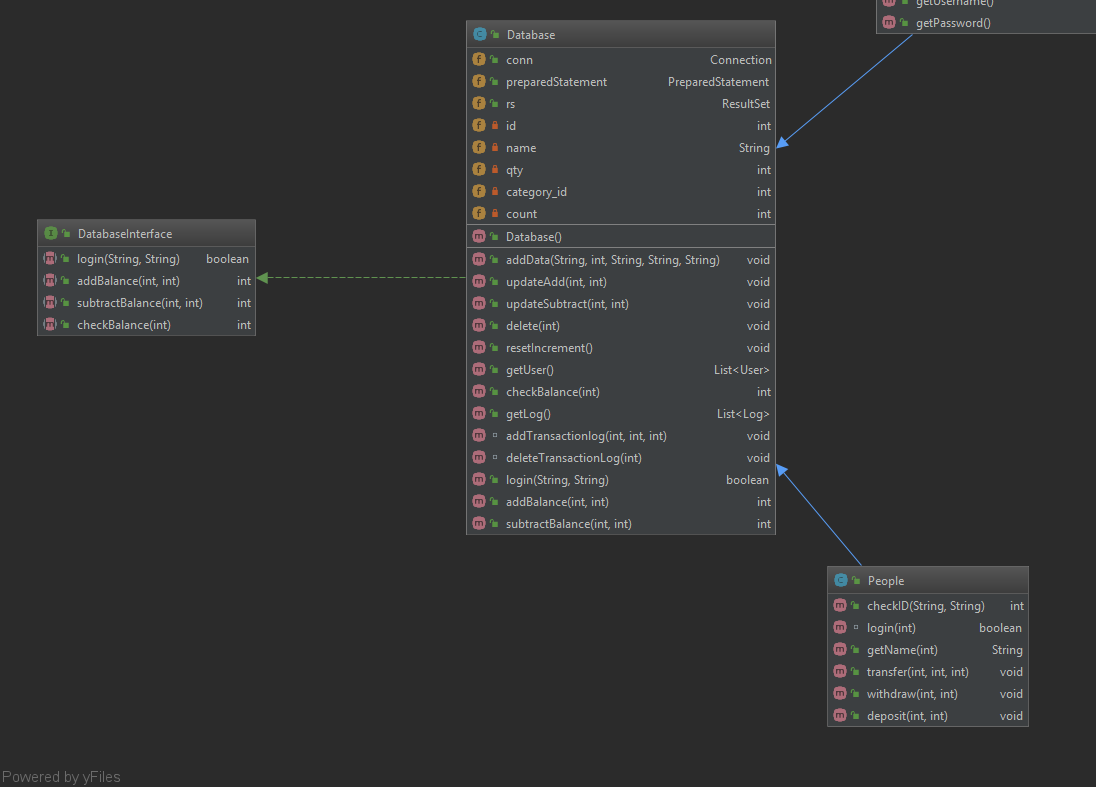 getUsername()
getPassword()
Database
conn Connection
preparedStatement PreparedStatement
rs ResultSet
id int
name String
qty int
category_id int
count int
Database()
addData(String, int, String, String, String) void
updateAdd(int, int) void
updateSubtract(int, int) void
delete(int) void
resetIncrement() void
getUser() List<User>
checkBalance(int) int
getLog() List<Log>
addTransactionlog(int, int, int) void
deleteTransactionLog(int) void
login(String, String) boolean
addBalance(int, int) int
subtractBalance(int, int) int
DatabaseInterface
login(String, String) boolean
addBalance(int, int) int
subtractBalance(int, int) int
checkBalance(int) int
People
checkID(String, String) int
login(int) boolean
getName(int) String
transfer(int, int, int) void
withdraw(int, int) void
deposit(int, int) void
Powered by yFiles